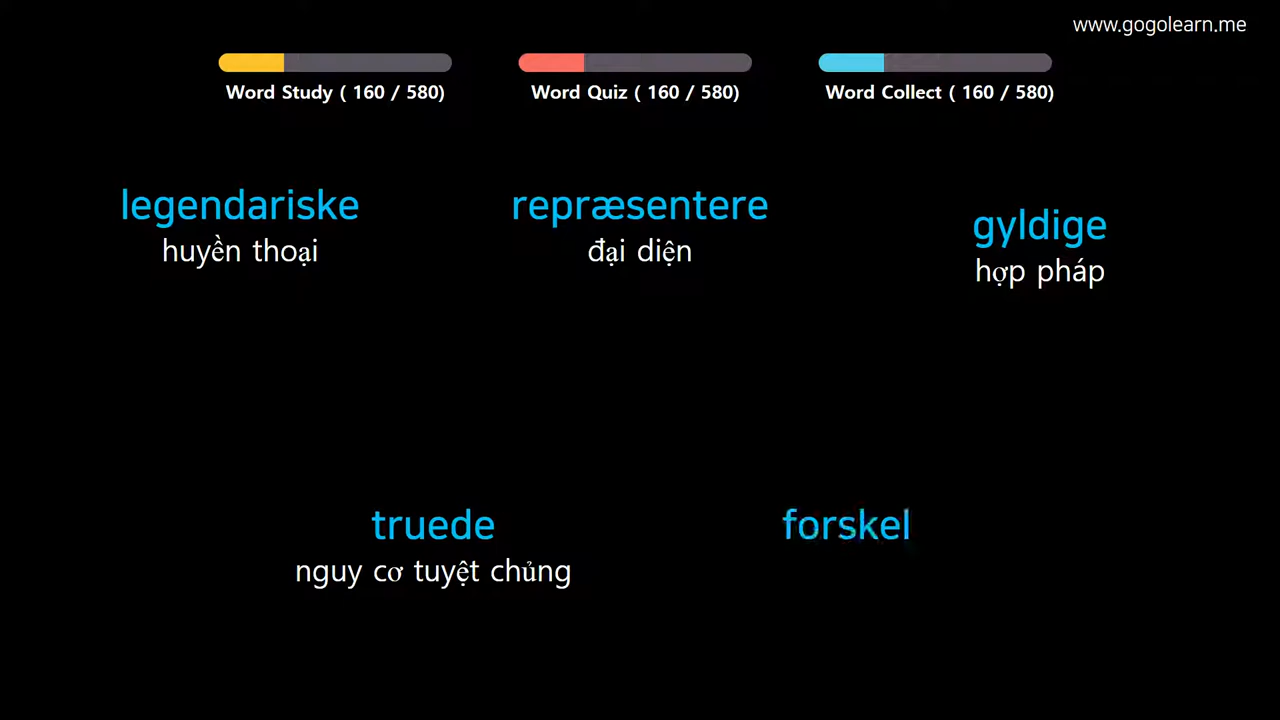 www.gogolearn.me
Word Study ( 160 / 580)
Word Quiz ( 160 / 580)
Word Collect ( 160 / 580)
legendariske
huyền thoại
repræsentere
đại diện
gyldige
hợp pháp
truede
nguy cơ tuyệt chủng
forskel